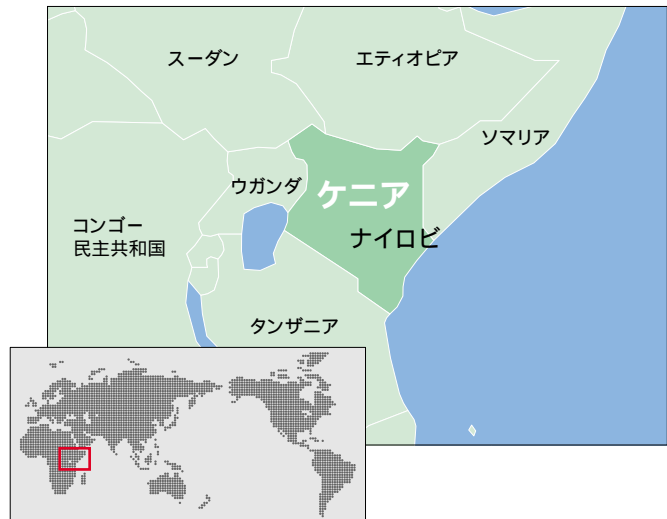 スーダン
エティオピア
ソマリア
ウガンダ
ケニア
コンゴー
民主共和国
ナイロビ
タンザニア